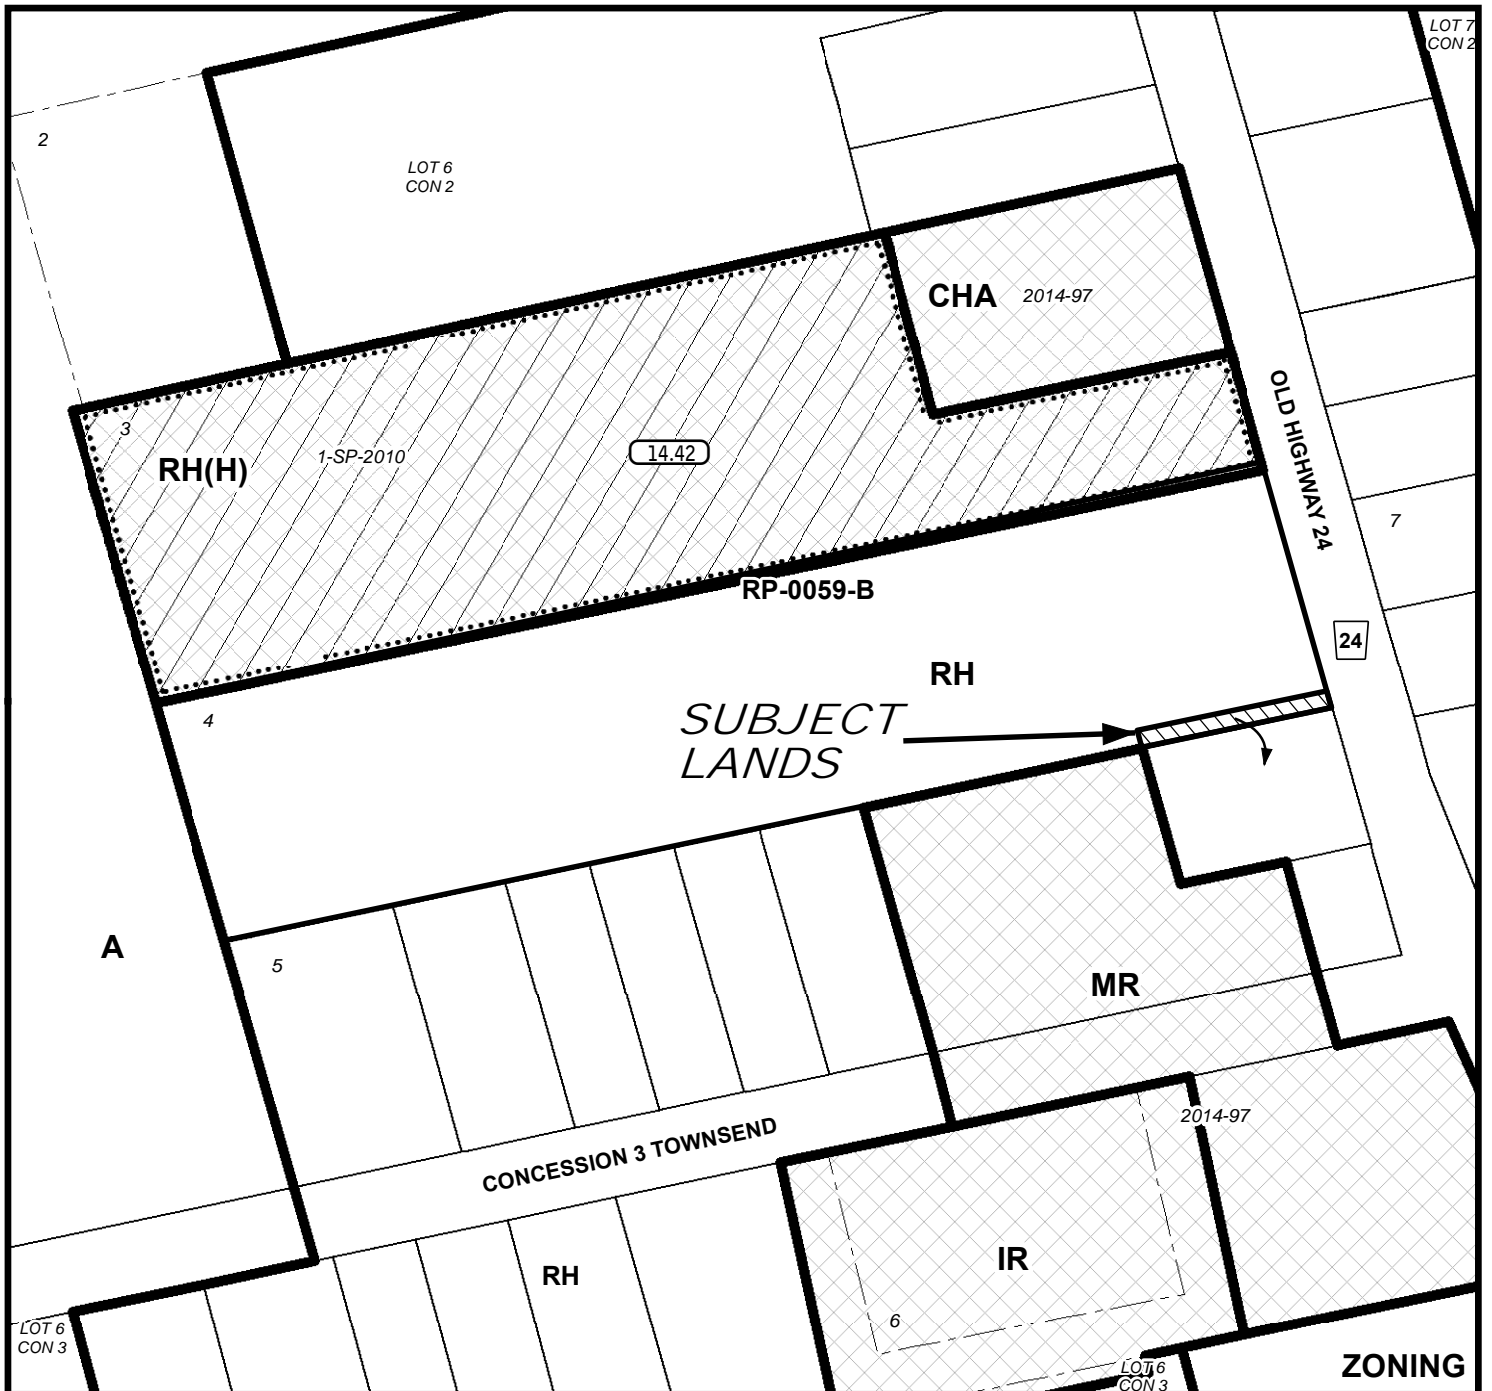 LOT 7
CON 2
2
LOT 6
CON 2
CHA
2014-97
3
RH(H)
1-SP-2010
14.42
OLD HIGHWAY 24
7
RP-0059-B
24
RH
4
SUBJECT
LANDS
A
5
MR
2014-97
CONCESSION 3 TOWNSEND
IR
RH
6
LOT 6
CON 3
LOT 6
CON 3
ZONING